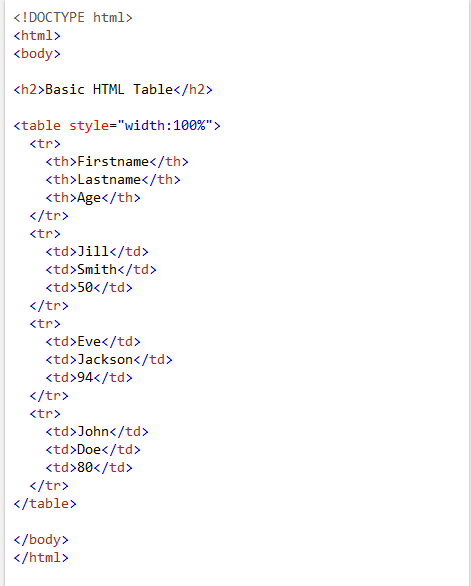 <!DOCTYPE html>
<html>
<body>

<h2>Basic HTML Table</h2>

<table style="width:100%">
  <tr>
    <th>Firstname</th>
    <th>Lastname</th>
    <th>Age</th>
  </tr>
  <tr>
    <td>Jill</td>
    <td>Smith</td>
    <td>50</td>
  </tr>
  <tr>
    <td>Eve</td>
    <td>Jackson</td>
    <td>94</td>
  </tr>
  <tr>
    <td>John</td>
    <td>Doe</td>
    <td>80</td>
  </tr>
</table>

</body>
</html>